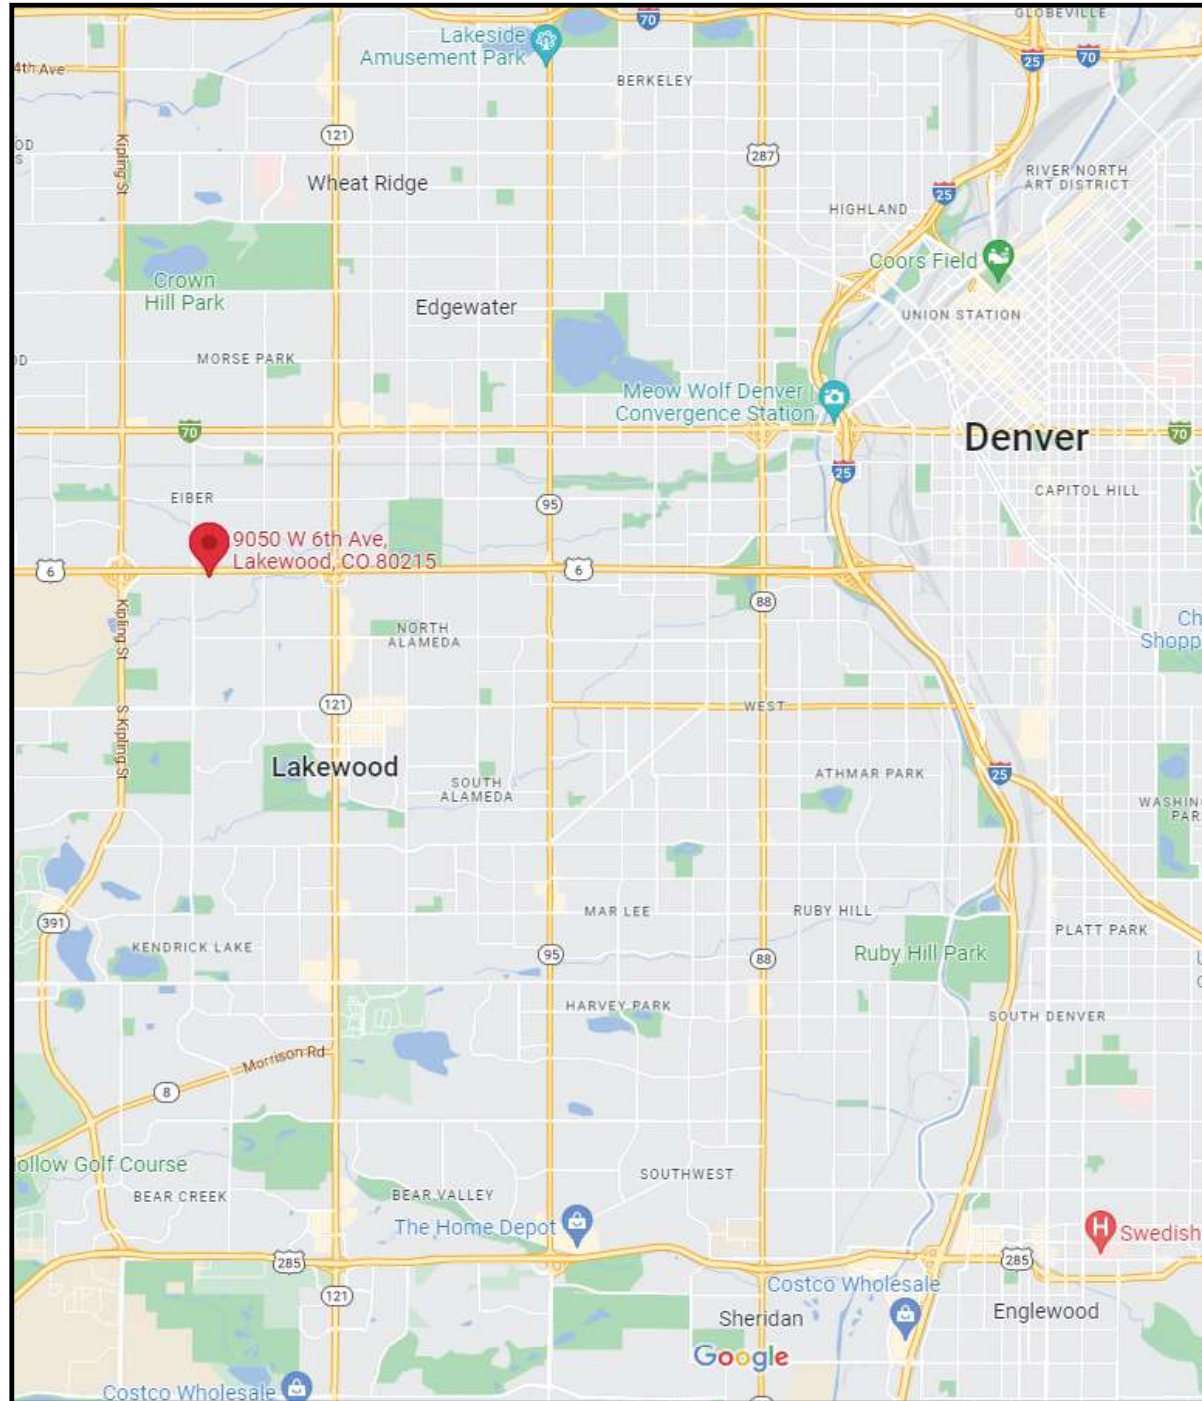 GLOBEVILLE
70
Lakeside
Amusement Park
25
70
4th Ave
BERKELEY
Kipling St
121
287
Wheat Ridge
RIVER NORTH
ART DISTRICT
25
HIGHLAND
Coors Field
Crown
Hill Park
Edgewater
UNION STATION
MORSE PARK
Meow Wolf Denver |
Convergence Station
70
Denver
70
25
EIBER
95
CAPITOL HILL
9050 W 6th Ave,
Lakewood, CO 80215
6
6
88
Kipling St
NORTH
ALAMEDA
Ch
Shopp
121
WEST
S Kipling St
Lakewood
25
ATHMAR PARK
SOUTH
ALAMEDA
WASHING
PAR
MAR LEE
RUBY HILL
391
PLATT PARK
KENDRICK LAKE
95
88
Ruby Hill Park
HARVEY PARK
SOUTH DENVER
Morrison Rd
8
ollow Golf Course
SOUTHWEST
BEAR CREEK
BEAR VALLEY
The Home Depot
H
Swedish
285
285
121
Costco Wholesale
Sheridan
Englewood
Google
Costco Wholesale